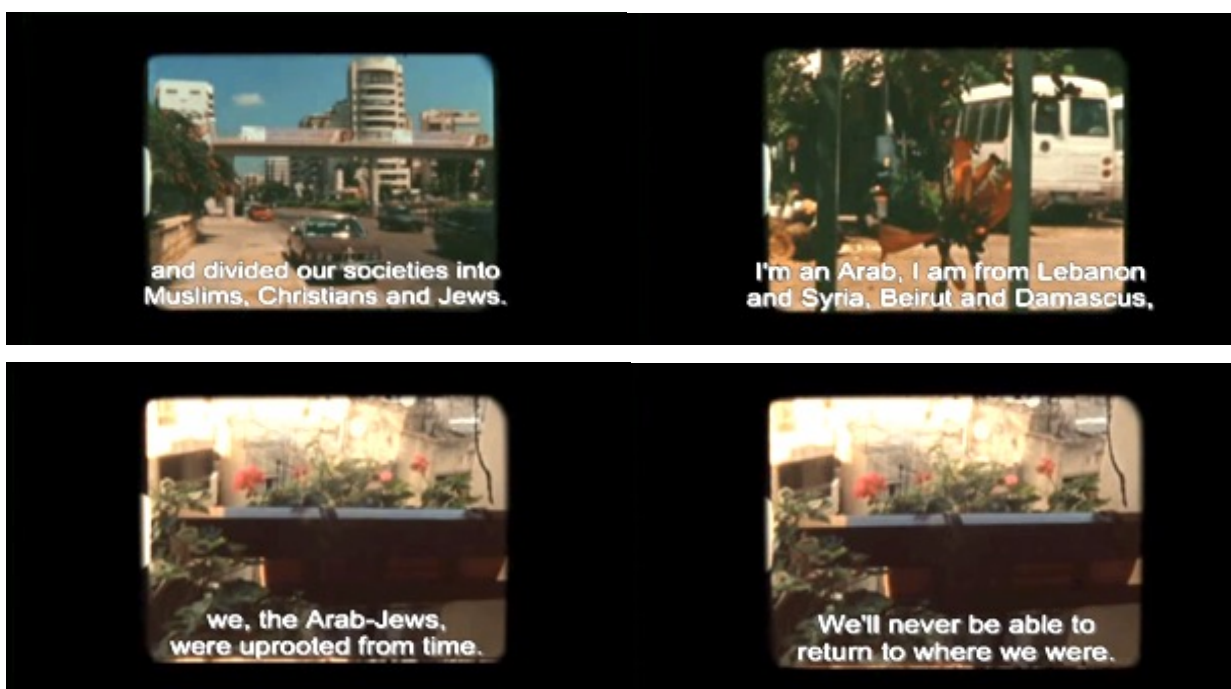 and divided our societies into
Muslims, Christians and Jews.
I'm an Arab, I am from Lebanon
and Syria, Beirut and Damascus,
we, the Arab-Jews,
were uprooted from time.
We'll never be able to
return to where we were.